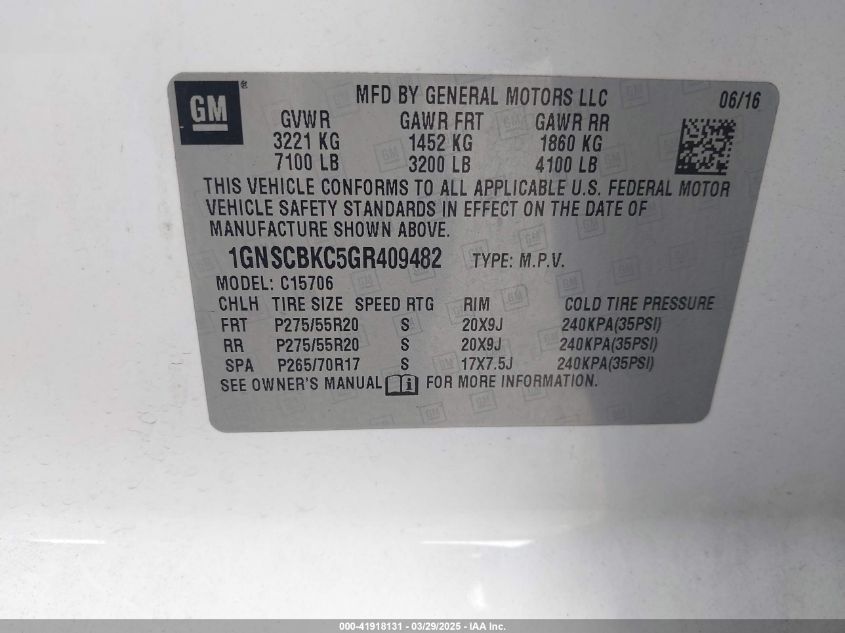 GM®
MFD BY GENERAL MOTORS LLC 06/16
GVWR GAWR FRT GAWR RR
3221 KG 1452 KG 1860 KG
7100 LB 3200 LB 4100 LB
THIS VEHICLE CONFORMS TO ALL APPLICABLE U.S. FEDERAL MOTOR
VEHICLE SAFETY STANDARDS IN EFFECT ON THE DATE OF
MANUFACTURE SHOWN ABOVE.
1GNSCBKC5GR409482 TYPE: M.P.V.
MODEL: C15706
CHLH TIRE SIZE SPEED RTG RIM COLD TIRE PRESSURE
FRT P275/55R20 S 20X9J 240KPA(35PSI)
RR P275/55R20 S 20X9J 240KPA(35PSI)
SPA P265/70R17 S 17X7.5J 240KPA(35PSI)
SEE OWNER'S MANUAL FOR MORE INFORMATION.
000-41918131 - 03/29/2025 - IAA Inc.